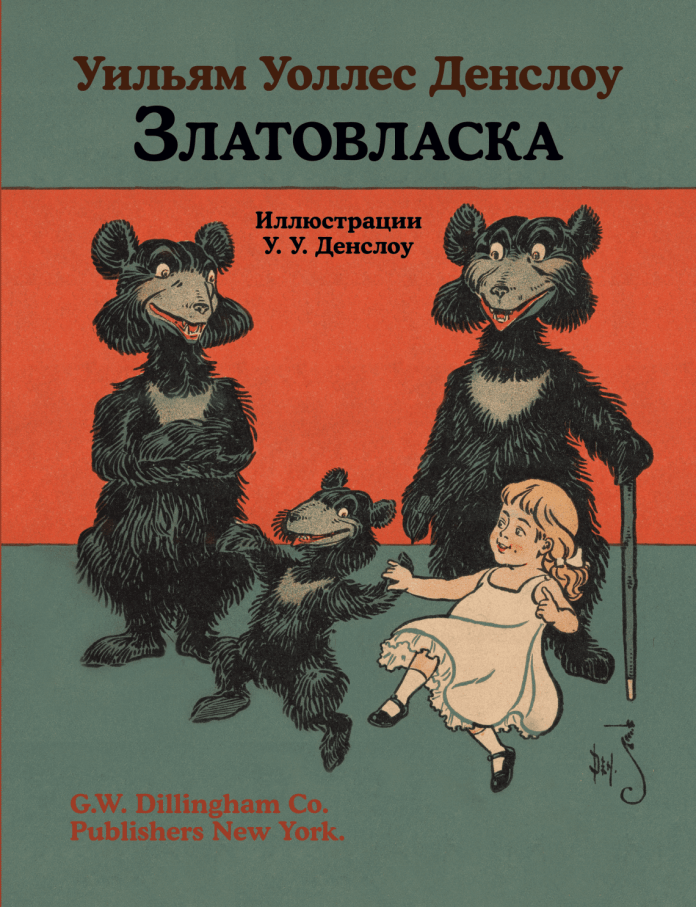 Уильям Уоллес Денслоу
Златовласка
Иллюстрации
У. У. Денслоу
G.W. Dillingham Co.
Publishers New York.